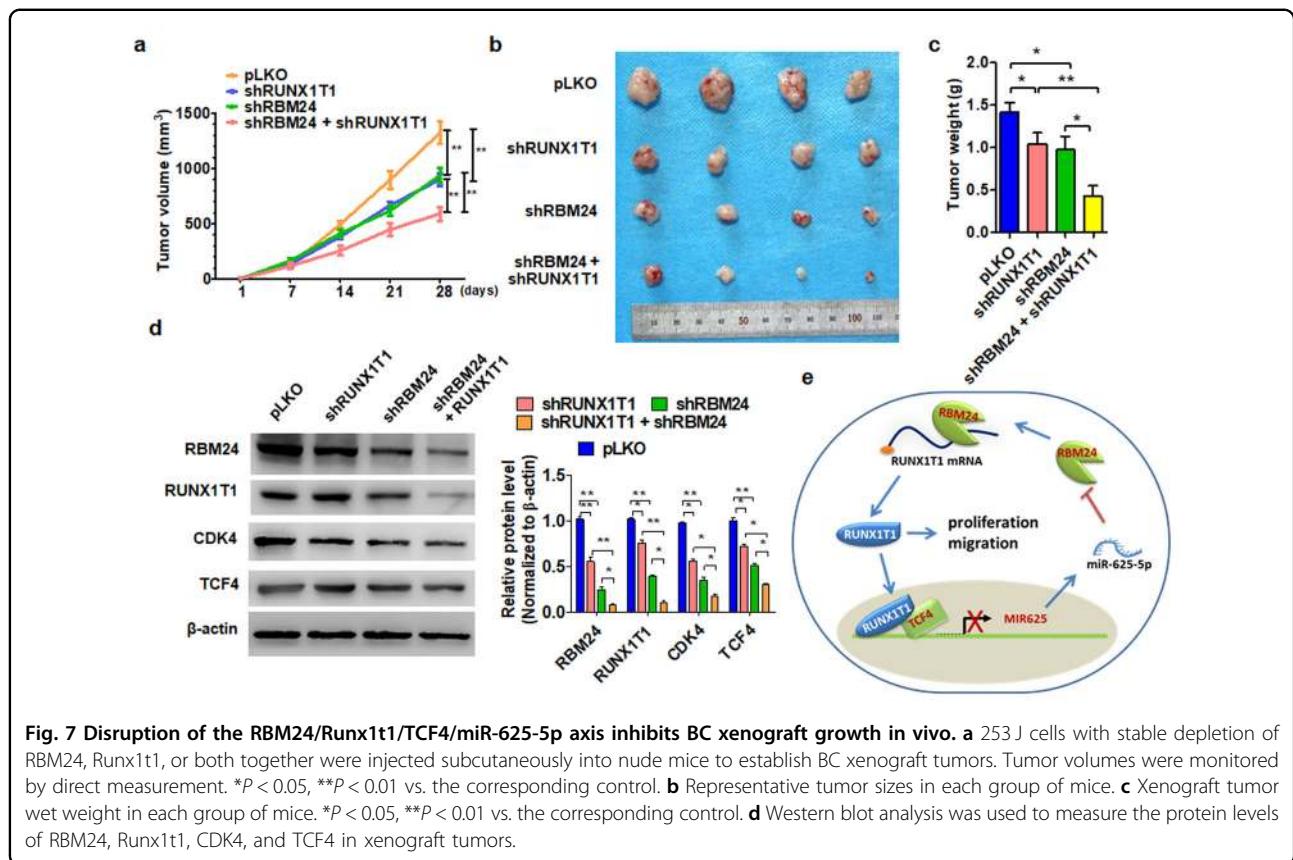 a
pLKO
shRUNX1T1
shRBM24
shRBM24 + shRUNX1T1
Tumor volume (mm³)
1500
1000
500
0
1 7 14 21 28 (days)
**
**
**
**
b
pLKO
shRUNX1T1
shRBM24
shRBM24 +
shRUNX1T1
50
100
c
Tumor weight (g)
2.0
1.5
1.0
0.5
0.0
*
* **
*
pLKO
shRUNX1T1
shRBM24
shRBM24 + shRUNX1T1
d
pLKO
shRUNX1T1
shRBM24
shRBM24
+ RUNX1T1
RBM24
RUNX1T1
CDK4
TCF4
β-actin
shRUNX1T1 shRBM24
shRUNX1T1 + shRBM24
pLKO
Relative protein level
(Normalized to β-actin)
1.5
1.0
0.5
0.0
** ** ** *
** ** * *
** * * *
** * * *
RBM24
RUNX1T1
CDK4
TCF4
e
RBM24
RUNX1T1 mRNA
RBM24
RUNX1T1
proliferation
migration
miR-625-5p
RUNX1T1
TCF4
MIR625
Fig. 7 Disruption of the RBM24/Runx1t1/TCF4/miR-625-5p axis inhibits BC xenograft growth in vivo. a 253 J cells with stable depletion of
RBM24, Runx1t1, or both together were injected subcutaneously into nude mice to establish BC xenograft tumors. Tumor volumes were monitored
by direct measurement. *P < 0.05, **P < 0.01 vs. the corresponding control. b Representative tumor sizes in each group of mice. c Xenograft tumor
wet weight in each group of mice. *P < 0.05, **P < 0.01 vs. the corresponding control. d Western blot analysis was used to measure the protein levels
of RBM24, Runx1t1, CDK4, and TCF4 in xenograft tumors.